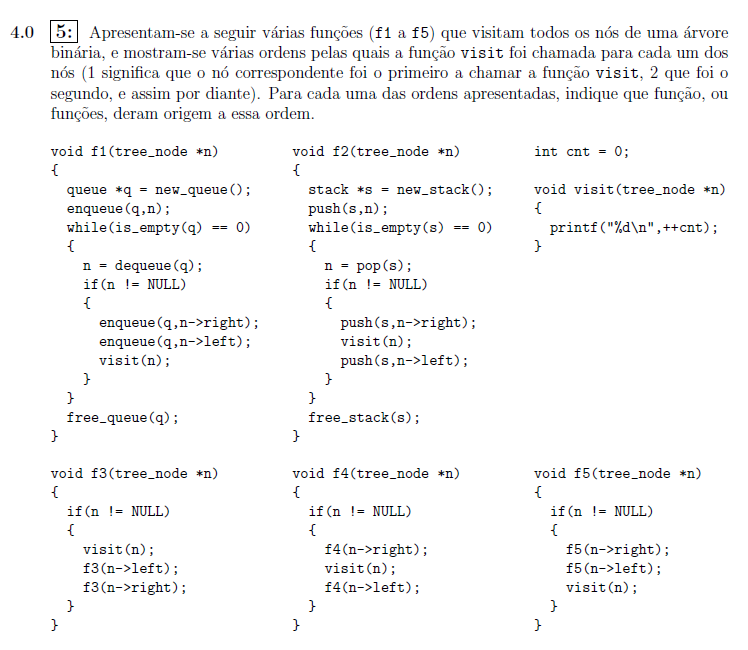 4.0 5: Apresentam-se a seguir várias funções (f1 a f5) que visitam todos os nós de uma árvore
binária, e mostram-se várias ordens pelas quais a função visit foi chamada para cada um dos
nós (1 significa que o nó correspondente foi o primeiro a chamar a função visit, 2 que foi o
segundo, e assim por diante). Para cada uma das ordens apresentadas, indique que função, ou
funções, deram origem a essa ordem.
void f1(tree_node *n)
{
  queue *q = new_queue();
  enqueue(q,n);
  while(is_empty(q) == 0)
  {
    n = dequeue(q);
    if(n != NULL)
    {
      enqueue(q,n->right);
      enqueue(q,n->left);
      visit(n);
    }
  }
  free_queue(q);
}
void f2(tree_node *n)
{
  stack *s = new_stack();
  push(s,n);
  while(is_empty(s) == 0)
  {
    n = pop(s);
    if(n != NULL)
    {
      push(s,n->right);
      visit(n);
      push(s,n->left);
    }
  }
  free_stack(s);
}
int cnt = 0;
void visit(tree_node *n)
{
  printf("%d\n",++cnt);
}
void f3(tree_node *n)
{
  if(n != NULL)
  {
    visit(n);
    f3(n->left);
    f3(n->right);
  }
}
void f4(tree_node *n)
{
  if(n != NULL)
  {
    f4(n->right);
    visit(n);
    f4(n->left);
  }
}
void f5(tree_node *n)
{
  if(n != NULL)
  {
    f5(n->right);
    f5(n->left);
    visit(n);
  }
}